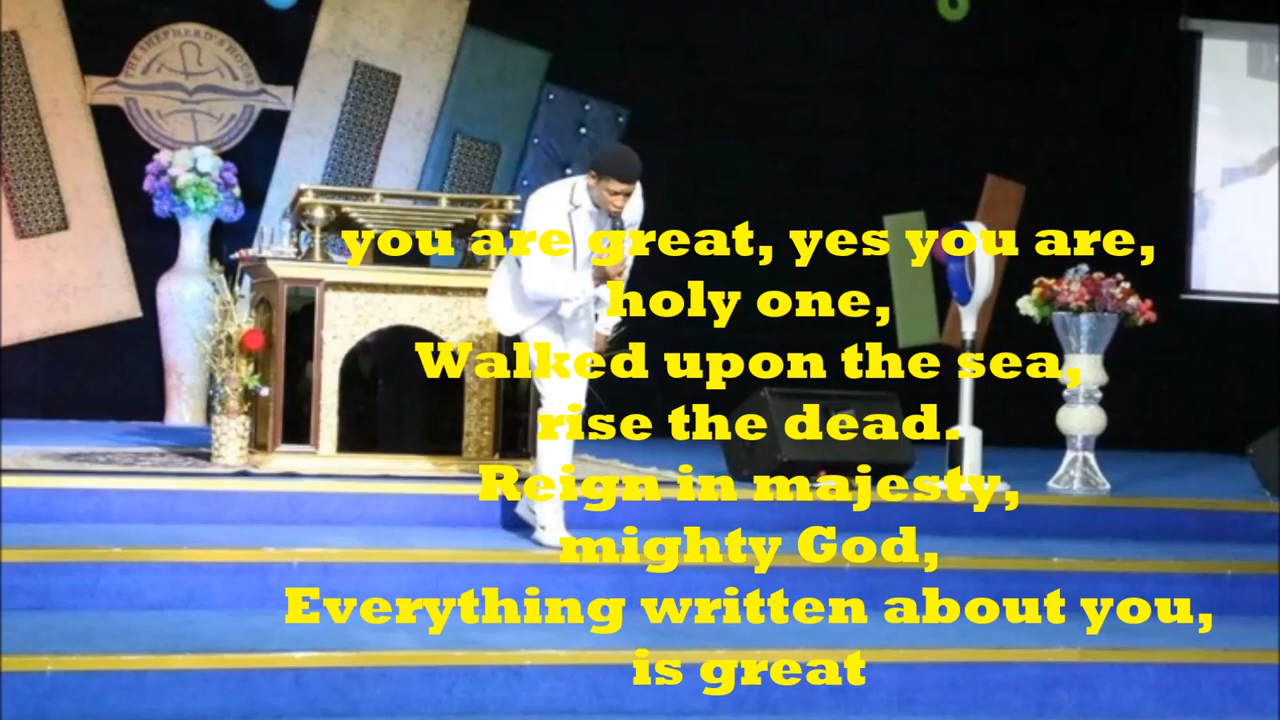 THE SHEPHERD'S HOUSE
you are great, yes you are,
holy one,
Walked upon the sea,
rise the dead.
Reign in majesty,
mighty God,
Everything written about you,
is great